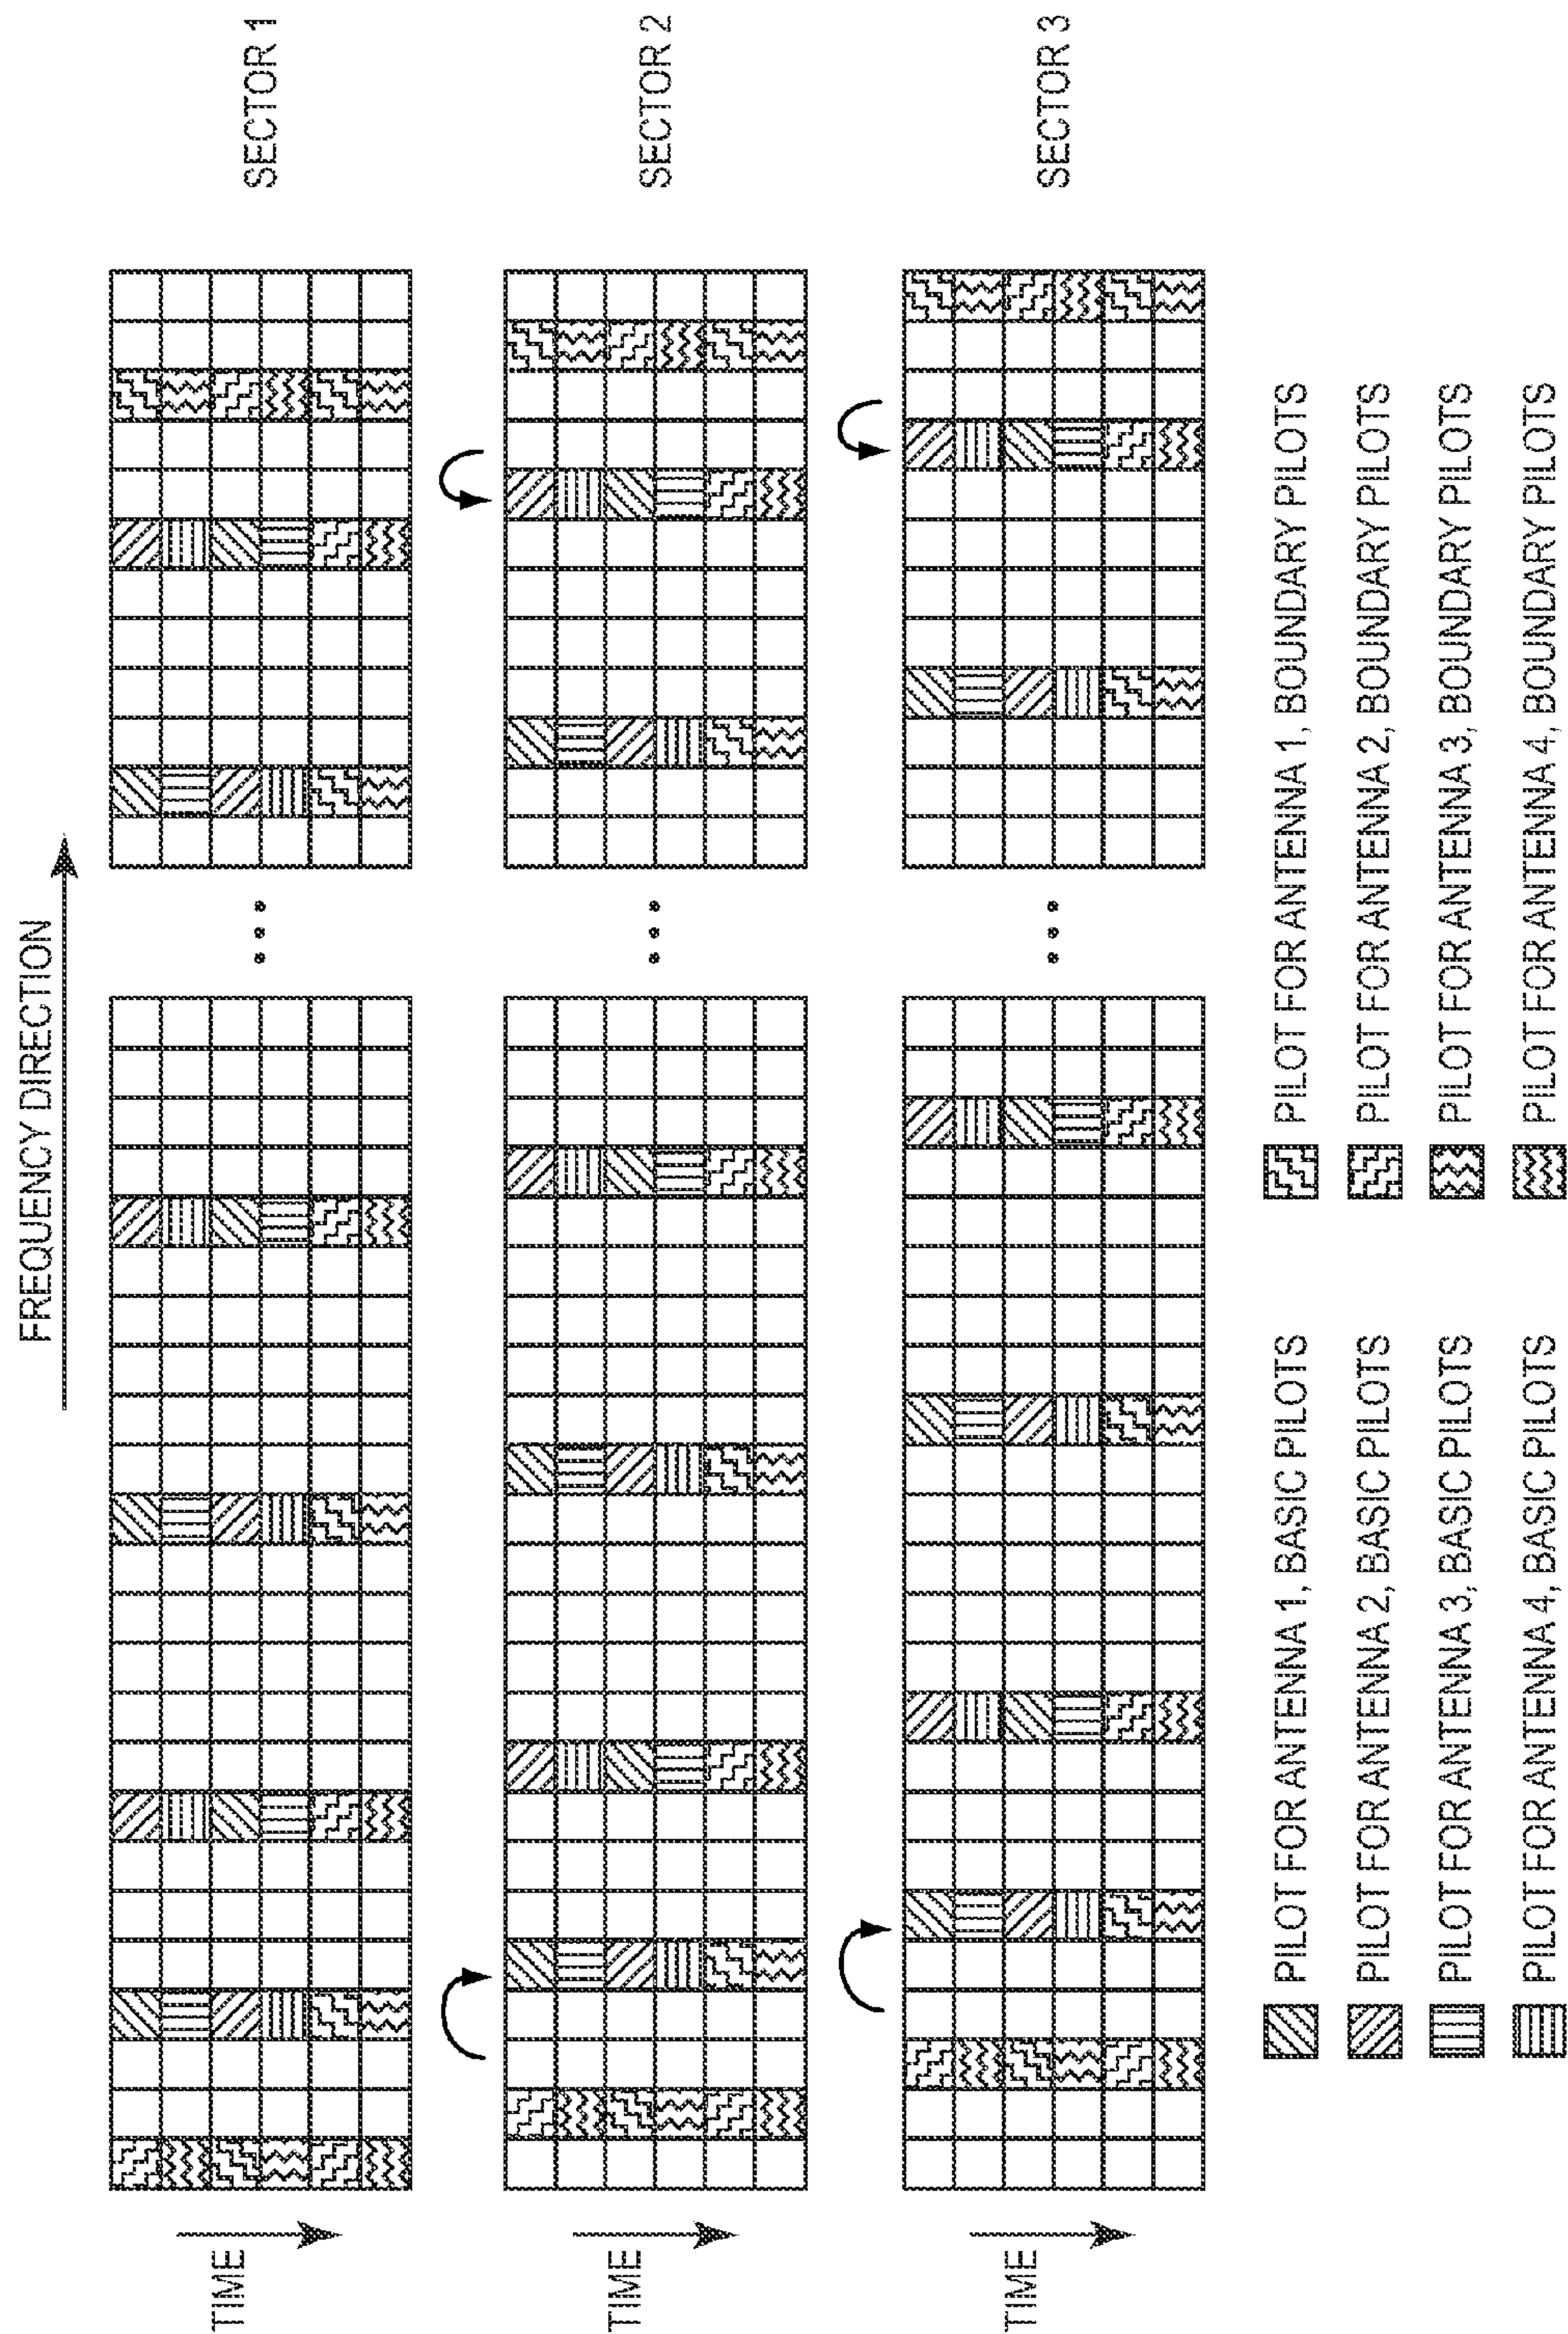 FREQUENCY DIRECTION
TIME
SECTOR 1
TIME
SECTOR 2
TIME
SECTOR 3
PILOT FOR ANTENNA 1, BASIC PILOTS
PILOT FOR ANTENNA 2, BASIC PILOTS
PILOT FOR ANTENNA 3, BASIC PILOTS
PILOT FOR ANTENNA 4, BASIC PILOTS
PILOT FOR ANTENNA 1, BOUNDARY PILOTS
PILOT FOR ANTENNA 2, BOUNDARY PILOTS
PILOT FOR ANTENNA 3, BOUNDARY PILOTS
PILOT FOR ANTENNA 4, BOUNDARY PILOTS